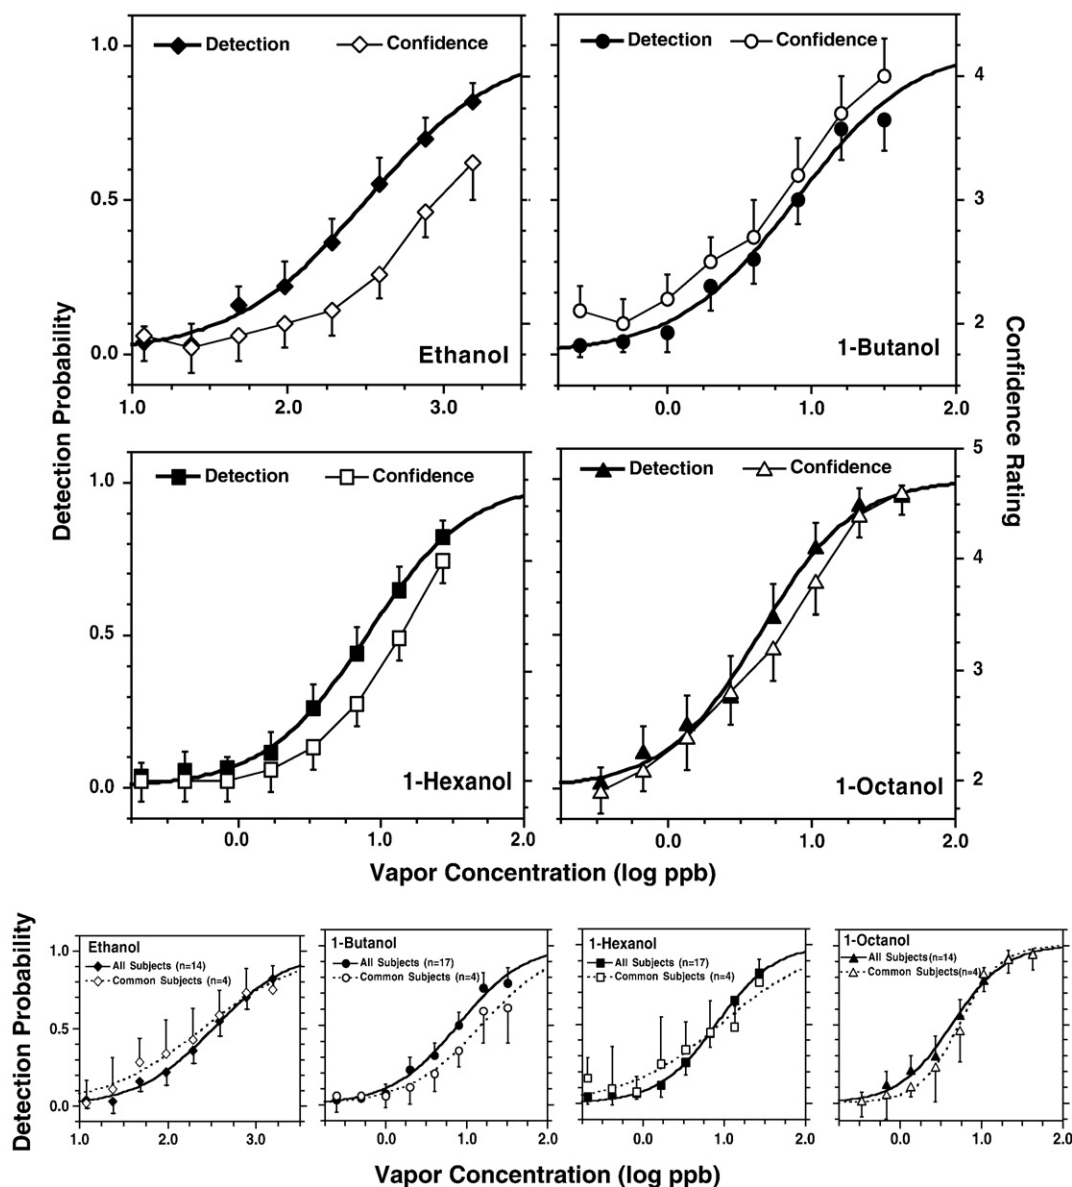 Detection Confidence
1.0
0.5
0.0
Ethanol
1.0 2.0 3.0
Detection Confidence
4
3
2
1-Butanol
0.0 1.0 2.0
Detection Confidence
1.0
0.5
0.0
1-Hexanol
0.0 1.0 2.0
Detection Confidence
5
4
3
2
1-Octanol
0.0 1.0 2.0
Detection Probability
Confidence Rating
Vapor Concentration (log ppb)
Detection Probability
1.0
0.5
0.0
Ethanol
All Subjects (n=14)
Common Subjects (n=4)
1.0 2.0 3.0
1-Butanol
All Subjects (n=17)
Common Subjects (n=4)
0.0 1.0 2.0
1-Hexanol
All Subjects (n=17)
Common Subjects (n=4)
0.0 1.0 2.0
1-Octanol
All Subjects (n=14)
Common Subjects(n=4)
0.0 1.0 2.0
Vapor Concentration (log ppb)